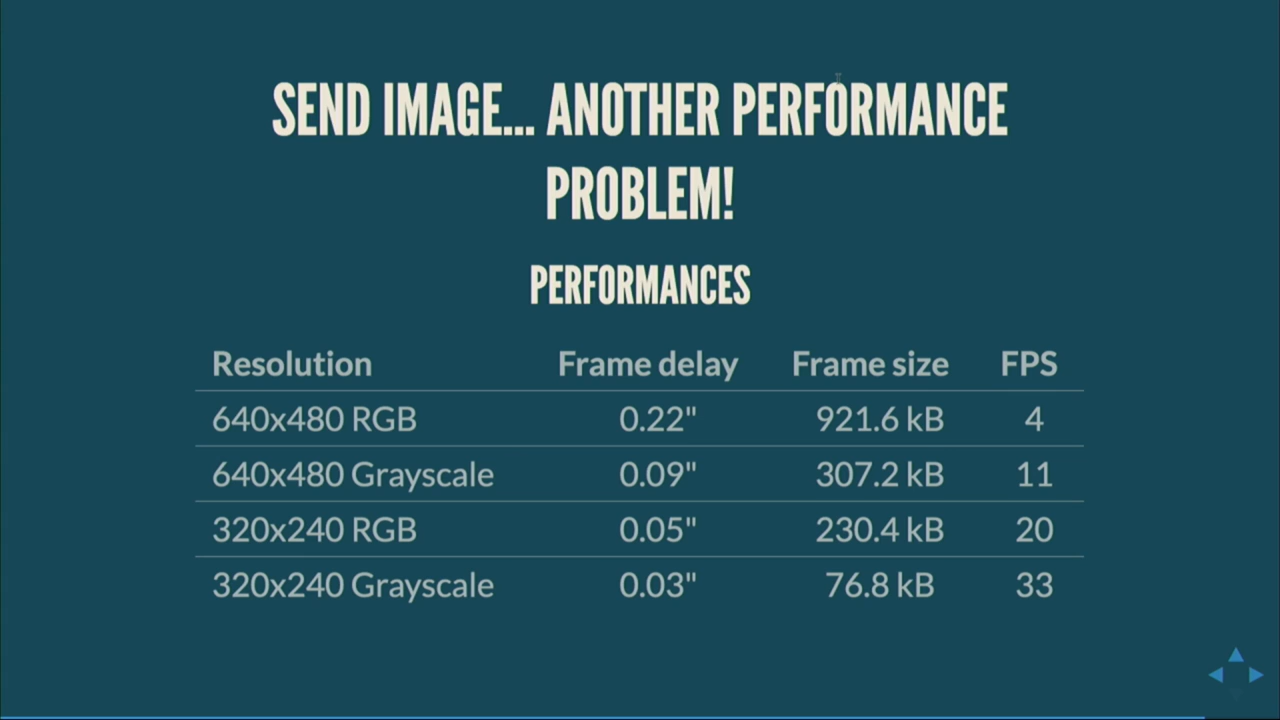 SEND IMAGE... ANOTHER PERFORMANCE
PROBLEM!
PERFORMANCES
Resolution Frame delay Frame size FPS
640x480 RGB 0.22" 921.6 kB 4
640x480 Grayscale 0.09" 307.2 kB 11
320x240 RGB 0.05" 230.4 kB 20
320x240 Grayscale 0.03" 76.8 kB 33